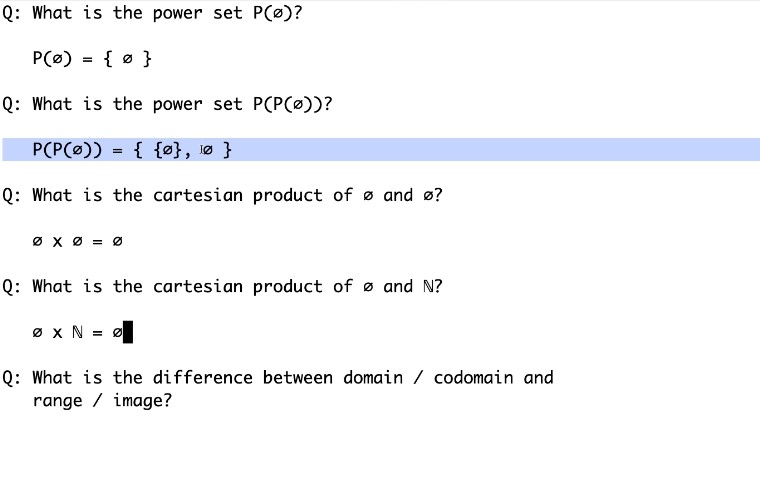 Q: What is the power set P(∅)?
P(∅) = { ∅ }
Q: What is the power set P(P(∅))?
P(P(∅)) = { {∅}, ∅ }
Q: What is the cartesian product of ∅ and ∅?
∅ x ∅ = ∅
Q: What is the cartesian product of ∅ and ℕ?
∅ x ℕ = ∅
Q: What is the difference between domain / codomain and
range / image?